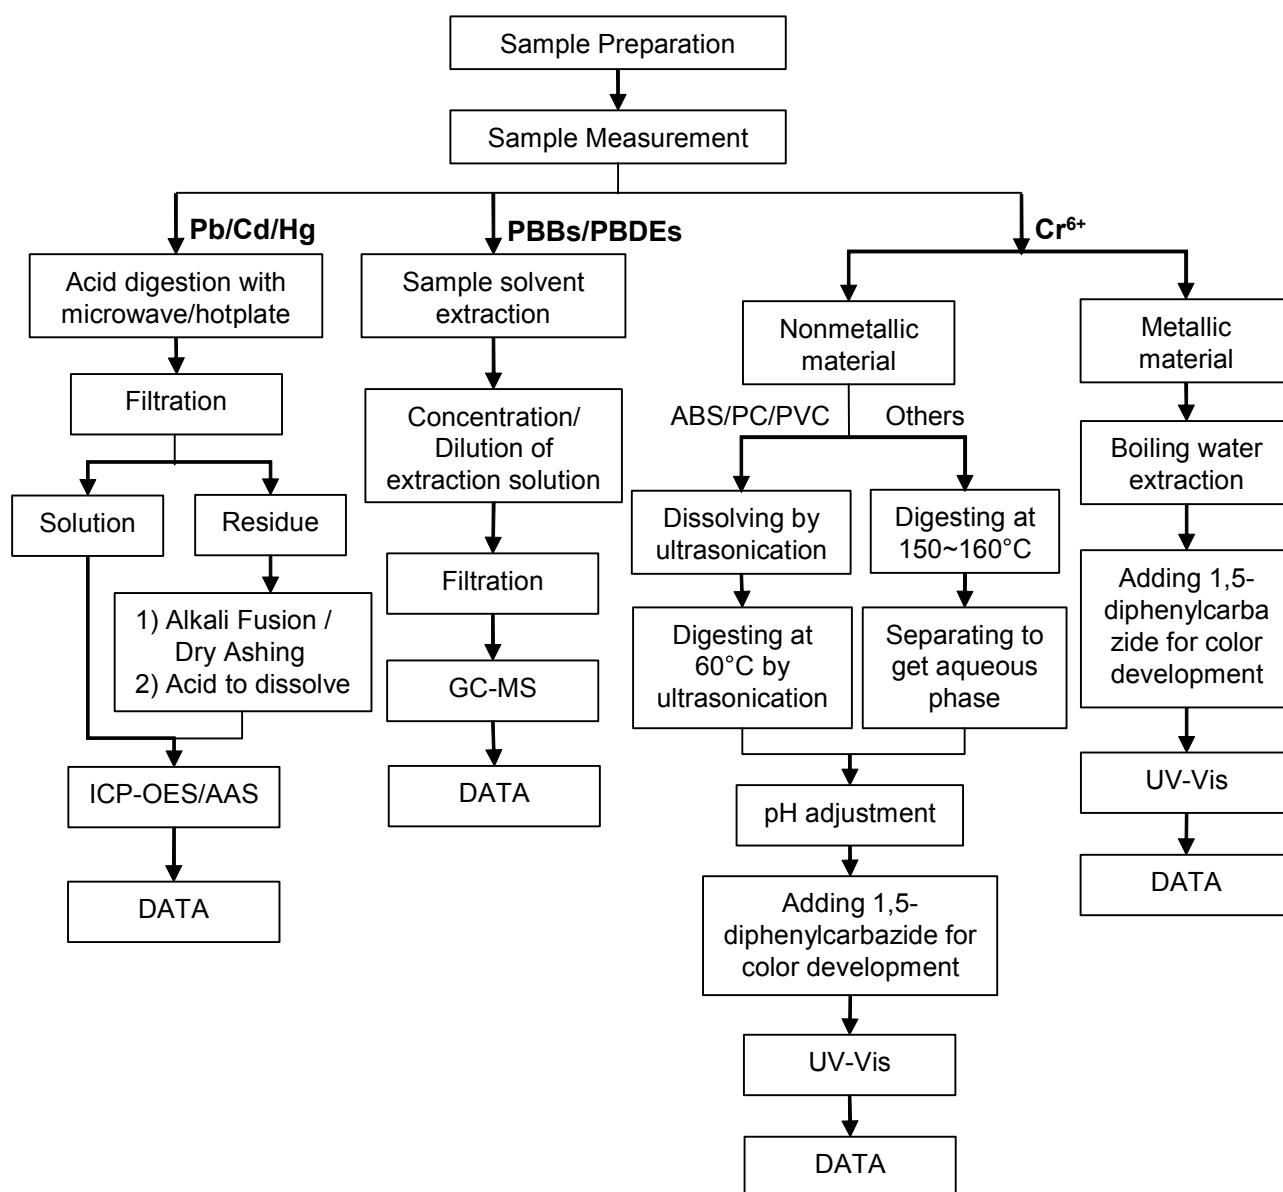 Sample Preparation
Sample Measurement
Pb/Cd/Hg
Acid digestion with
microwave/hotplate
Filtration
Solution
Residue
1) Alkali Fusion /
Dry Ashing
2) Acid to dissolve
ICP-OES/AAS
DATA
PBBs/PBDEs
Sample solvent
extraction
Concentration/
Dilution of
extraction solution
Filtration
GC-MS
DATA
Cr⁶⁺
Nonmetallic
material
ABS/PC/PVC
Others
Dissolving by
ultrasonication
Digesting at
60°C by
ultrasonication
Digesting at
150~160°C
Separating to
get aqueous
phase
pH adjustment
Adding 1,5-
diphenylcarbazide for
color development
UV-Vis
DATA
Metallic
material
Boiling water
extraction
Adding 1,5-
diphenylcarba
zide for color
development
UV-Vis
DATA